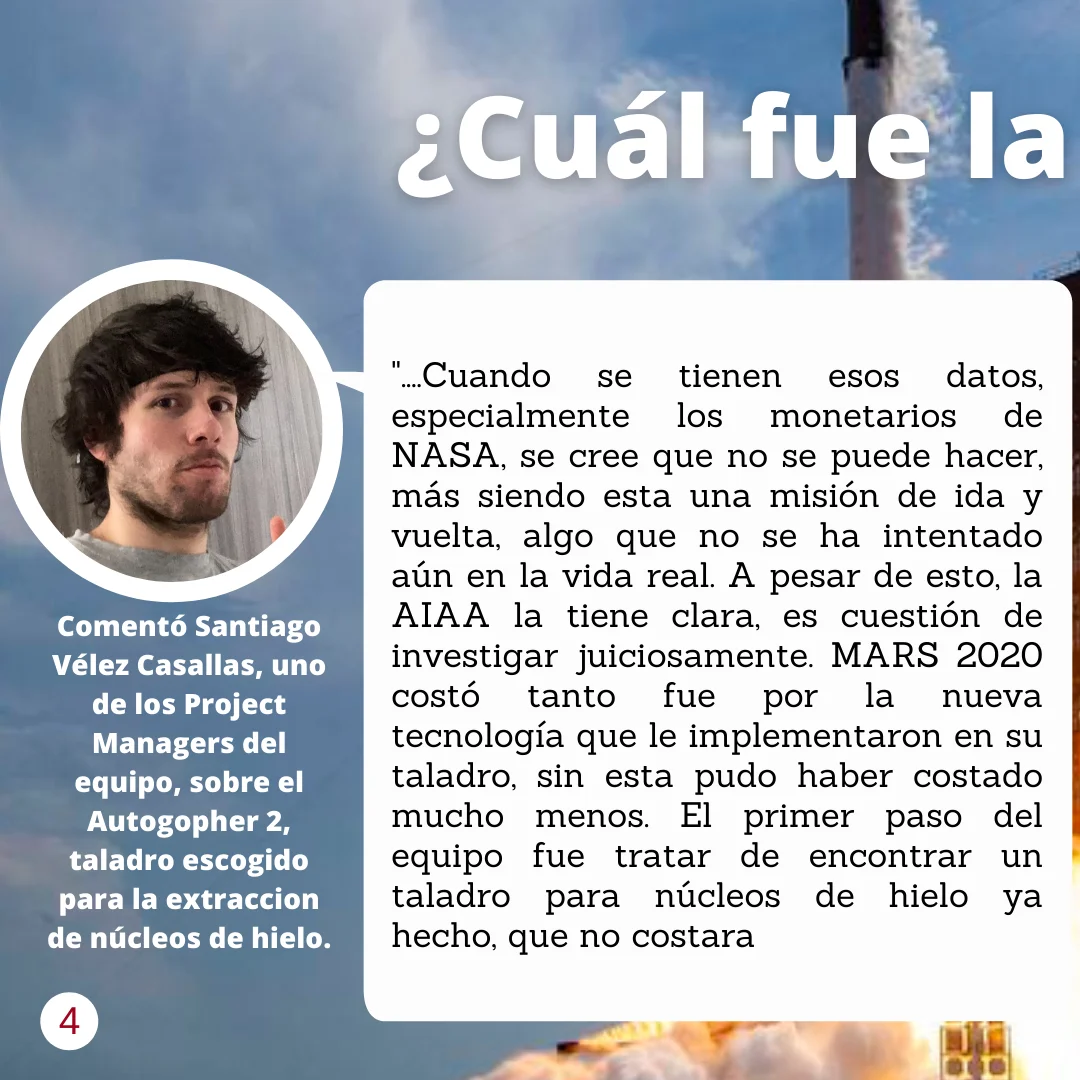 ¿Cuál fue la
"....Cuando se tienen esos datos,
especialmente los monetarios de
NASA, se cree que no se puede hacer,
más siendo esta una misión de ida y
vuelta, algo que no se ha intentado
aún en la vida real. A pesar de esto, la
AIAA la tiene clara, es cuestión de
investigar juiciosamente. MARS 2020
costó tanto fue por la nueva
tecnología que le implementaron en su
taladro, sin esta pudo haber costado
mucho menos. El primer paso del
equipo fue tratar de encontrar un
taladro para núcleos de hielo ya
hecho, que no costara
Comentó Santiago
Vélez Casallas, uno
de los Project
Managers del
equipo, sobre el
Autogopher 2,
taladro escogido
para la extraccion
de núcleos de hielo.
4